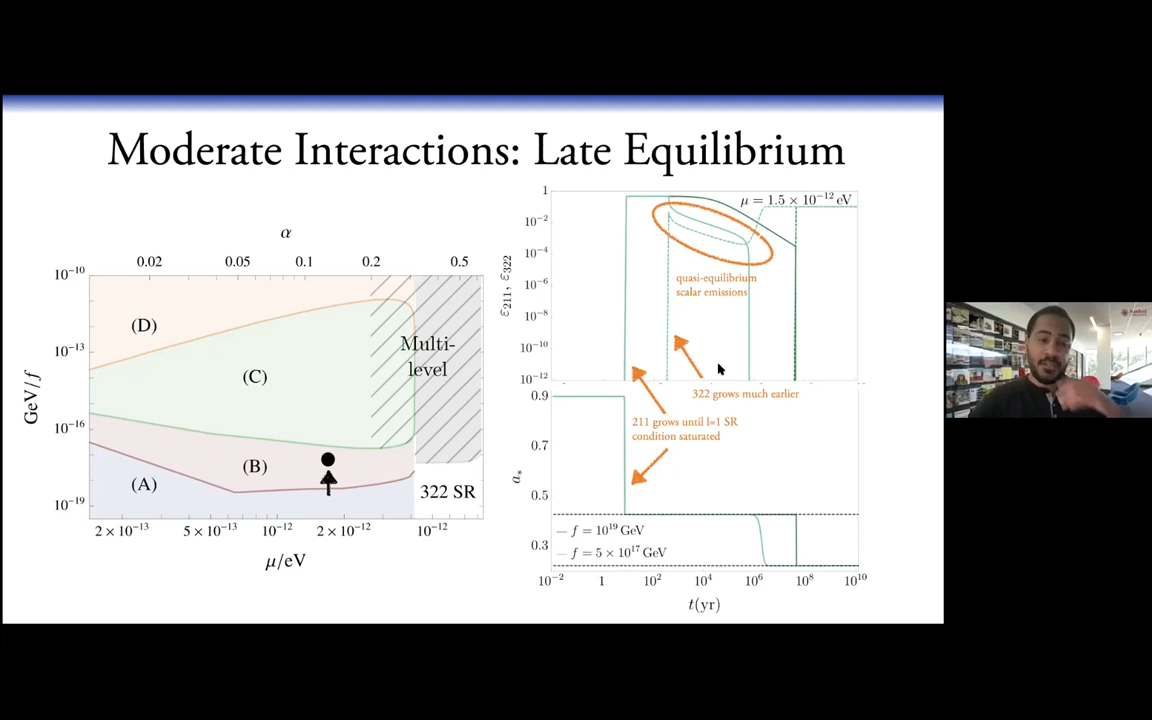 Moderate Interactions: Late Equilibrium
α
0.02 0.05 0.1 0.2 0.5
10⁻¹⁰
10⁻¹³
10⁻¹⁶
10⁻¹⁹
GeV/f
(D)
(C)
(B)
(A)
Multi-
level
322 SR
2 × 10⁻¹³ 5 × 10⁻¹³ 10⁻¹² 2 × 10⁻¹² 10⁻¹²
μ/eV
1
10⁻²
10⁻⁴
10⁻⁶
10⁻⁸
10⁻¹⁰
10⁻¹²
ε₂₁₁, ε₃₂₂
μ = 1.5 × 10⁻¹² eV
quasi-equilibrium
scalar emissions
322 grows much earlier
211 grows until l=1 SR
condition saturated
0.9
0.7
0.5
0.3
a*
— f = 10¹⁹ GeV
— f = 5 × 10¹⁷ GeV
10⁻² 1 10² 10⁴ 10⁶ 10⁸ 10¹⁰
t(yr)